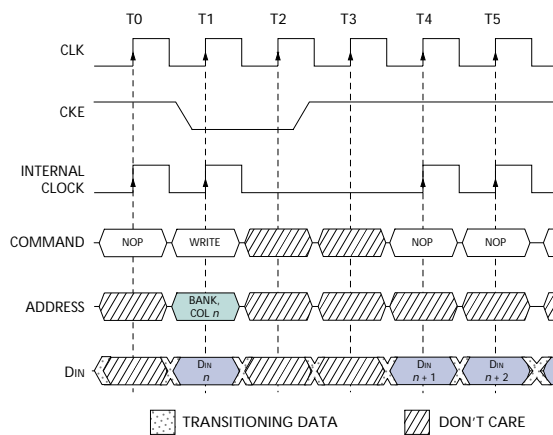 T0 T1 T2 T3 T4 T5
CLK
CKE
INTERNAL
CLOCK
COMMAND NOP WRITE NOP NOP
ADDRESS BANK,
COL n
DIN DIN
n DIN
n + 1 DIN
n + 2
TRANSITIONING DATA DON'T CARE